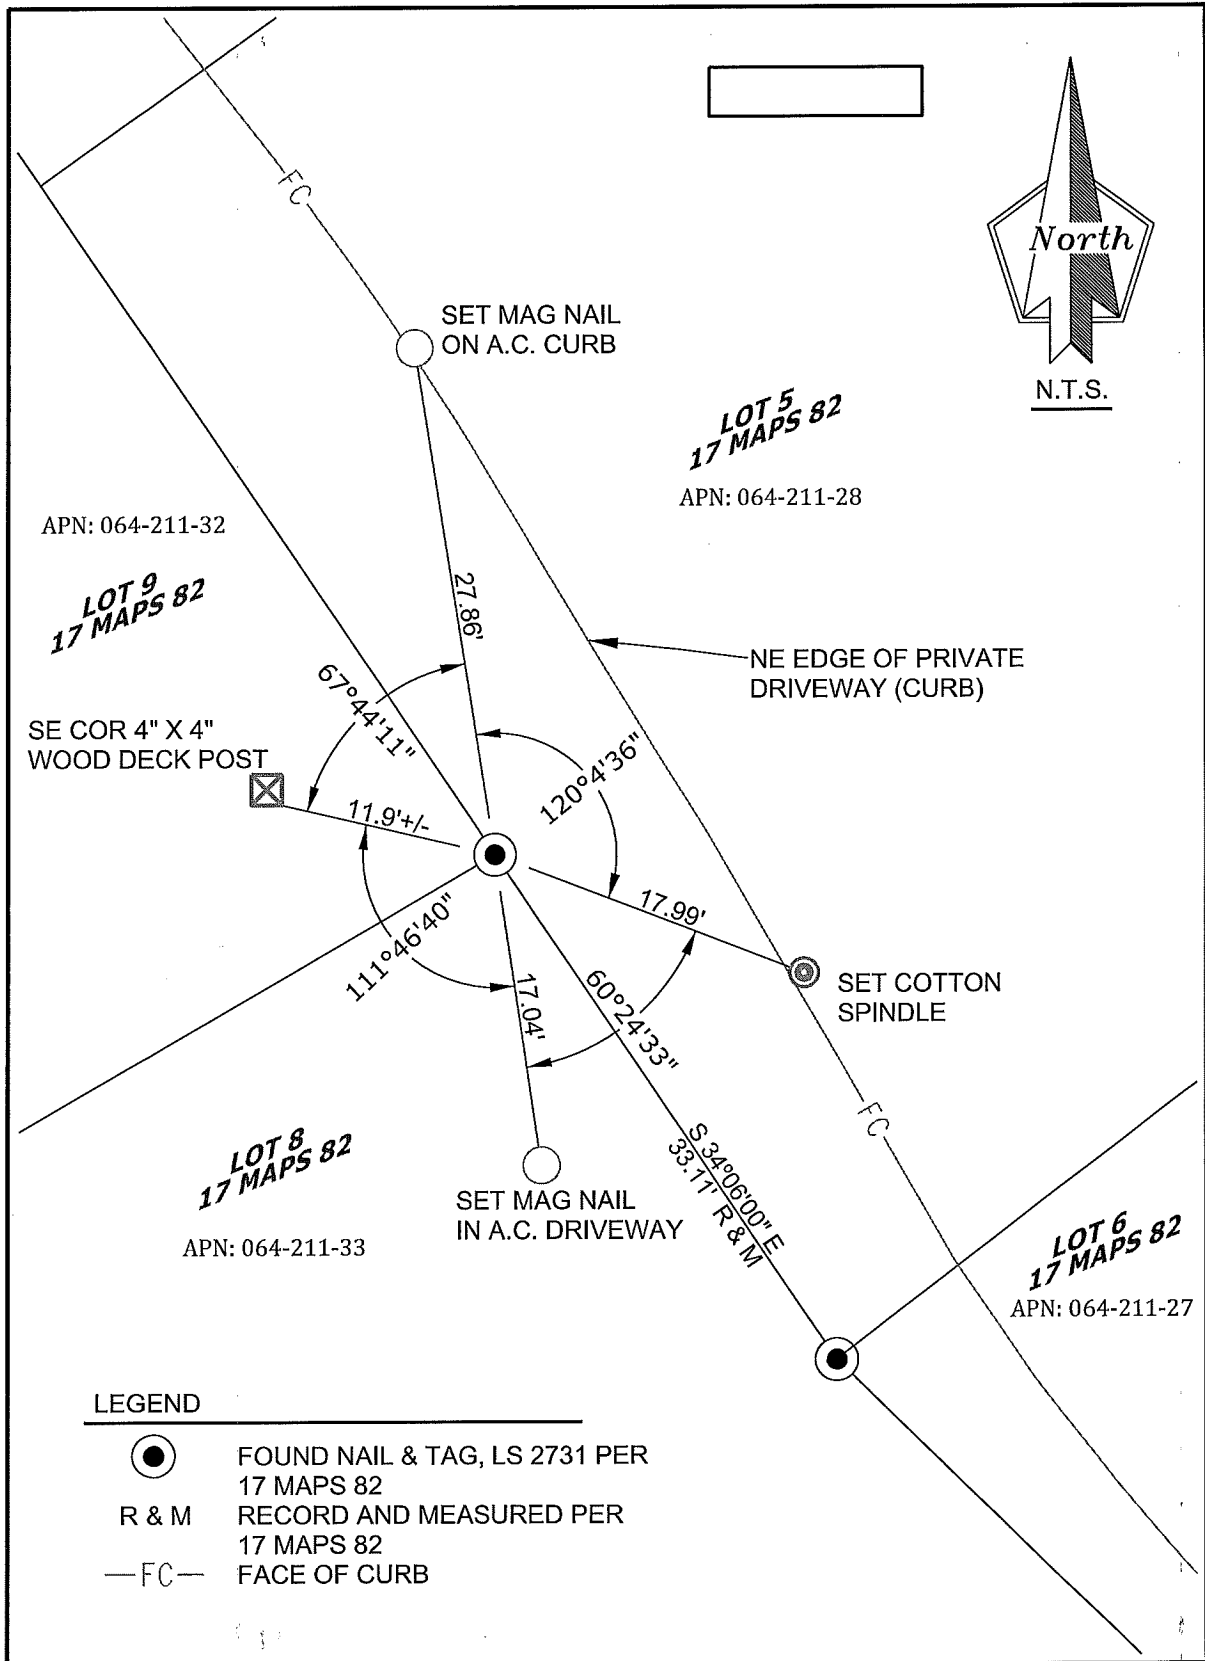 FC
North
N.T.S.
SET MAG NAIL
ON A.C. CURB
LOT 5
17 MAPS 82
APN: 064-211-28
APN: 064-211-32
LOT 9
17 MAPS 82
27.86'
67°44'11"
NE EDGE OF PRIVATE
DRIVEWAY (CURB)
SE COR 4" X 4"
WOOD DECK POST
120°4'36"
11.9'+/-
17.99'
111°46'40"
17.04'
60°24'33"
SET COTTON
SPINDLE
FC
S 34°06'00" E
33.11' R & M
LOT 8
17 MAPS 82
SET MAG NAIL
IN A.C. DRIVEWAY
APN: 064-211-33
LOT 6
17 MAPS 82
APN: 064-211-27
LEGEND
FOUND NAIL & TAG, LS 2731 PER
17 MAPS 82
R & M RECORD AND MEASURED PER
17 MAPS 82
—FC— FACE OF CURB